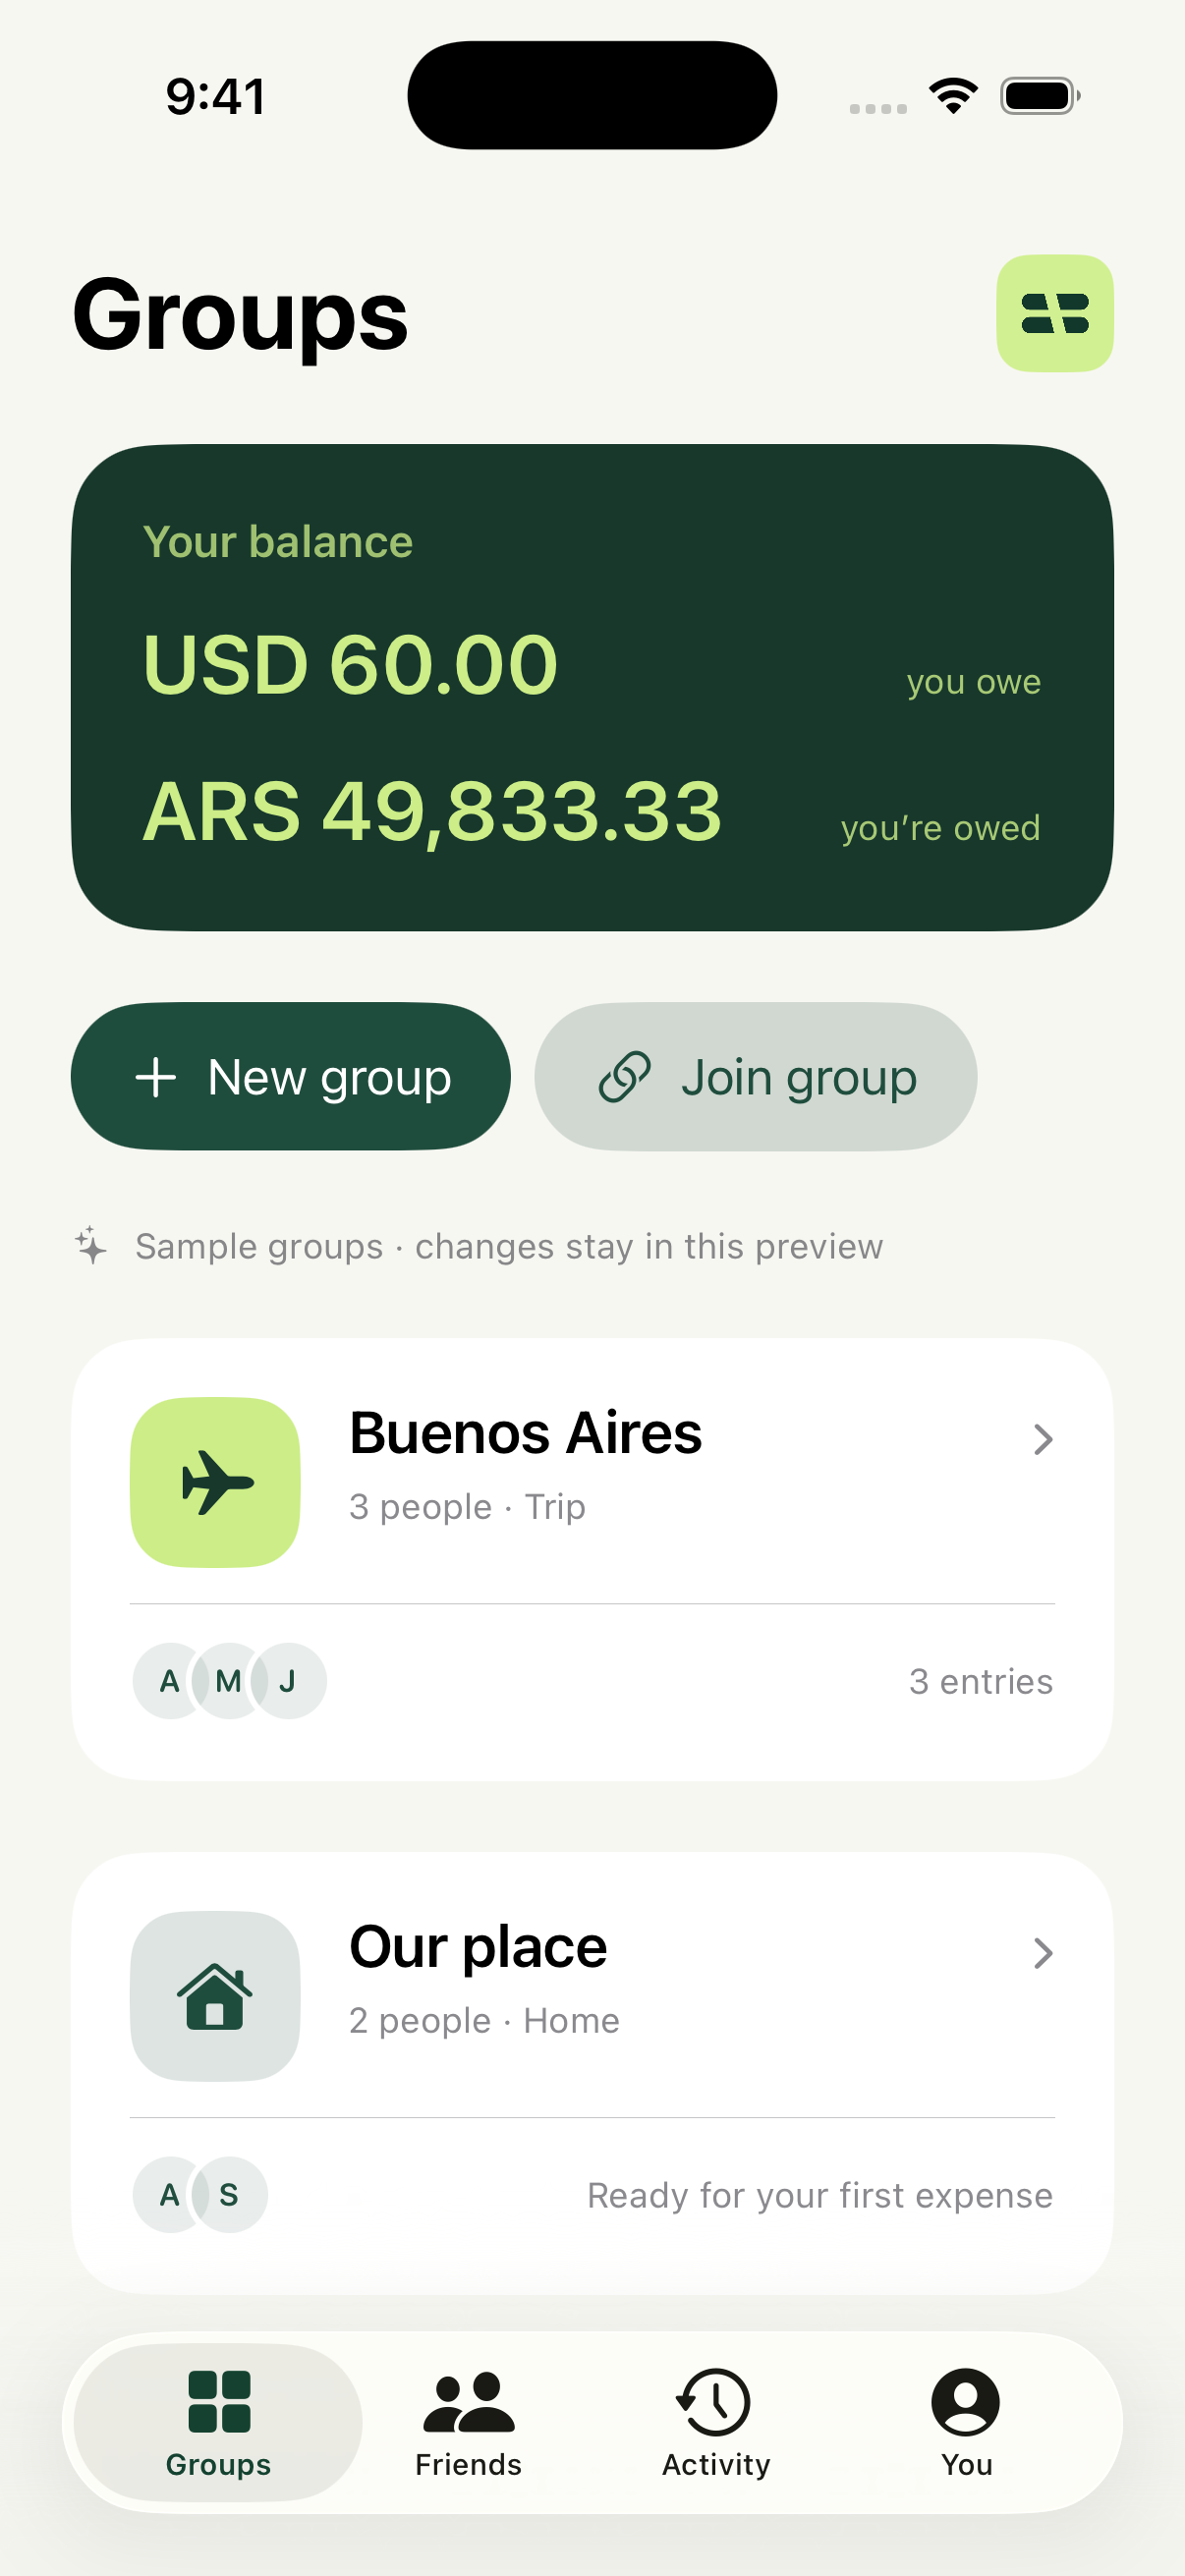 9:41
Groups
Your balance
USD 60.00 you owe
ARS 49,833.33 you’re owed
New group Join group
Sample groups · changes stay in this preview
Buenos Aires
3 people · Trip
A M J 3 entries
Our place
2 people · Home
A S Ready for your first expense
Groups Friends Activity You